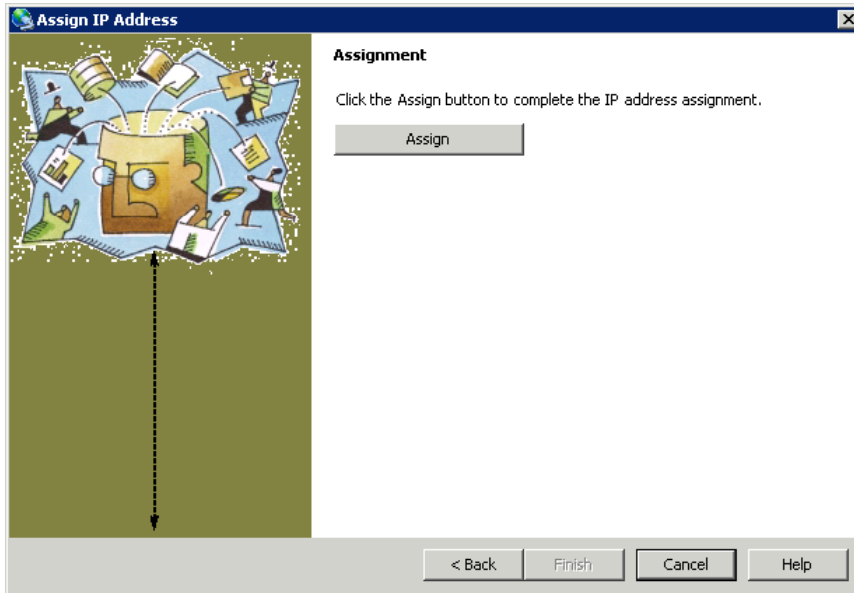 Assign IP Address
Assignment
Click the Assign button to complete the IP address assignment.
Assign
< Back
Finish
Cancel
Help